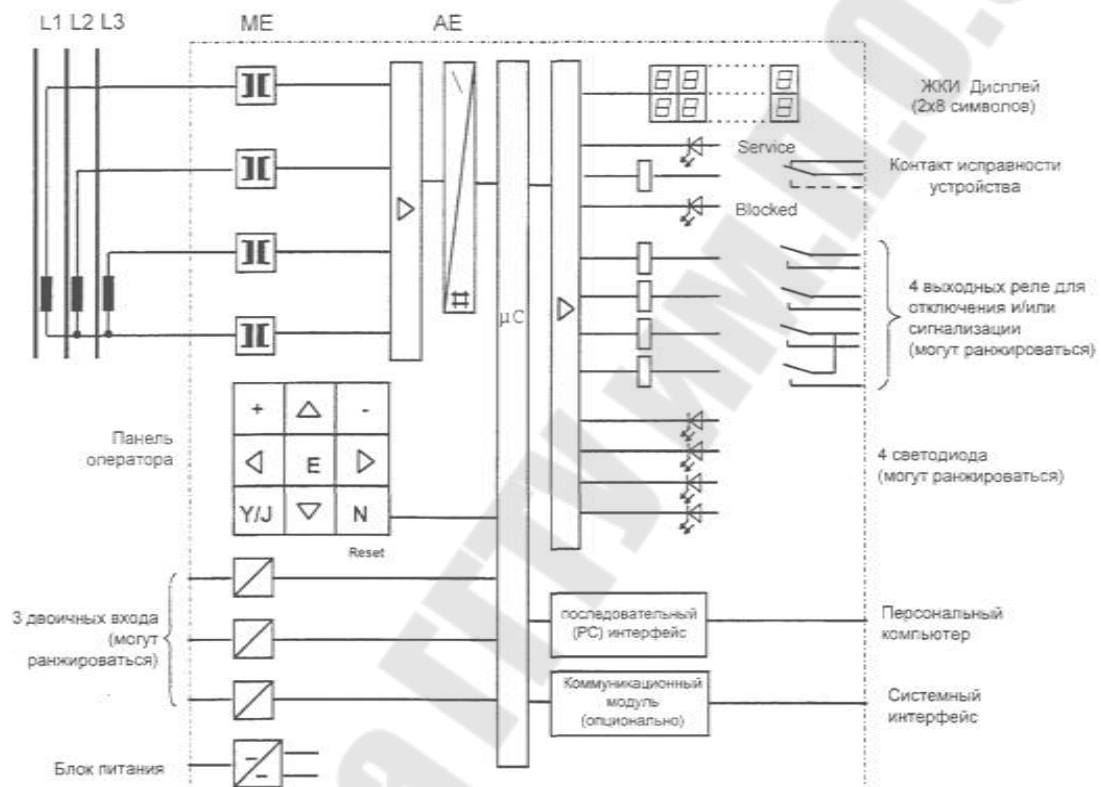 L1 L2 L3 ME AE
ЖКИ Дисплей
(2x8 символов)
Service
Контакт исправности
устройства
Blocked
4 выходных реле для
отключения и/или
сигнализации
(могут ранжироваться)
µC
+ -
E
Y/J N
Reset
Панель
оператора
4 светодиода
(могут ранжироваться)
3 двоичных входа
(могут
ранжироваться)
последовательный
(PC) интерфейс
Персональный
компьютер
Коммуникационный
модуль
(опционально)
Системный
интерфейс
Блок питания